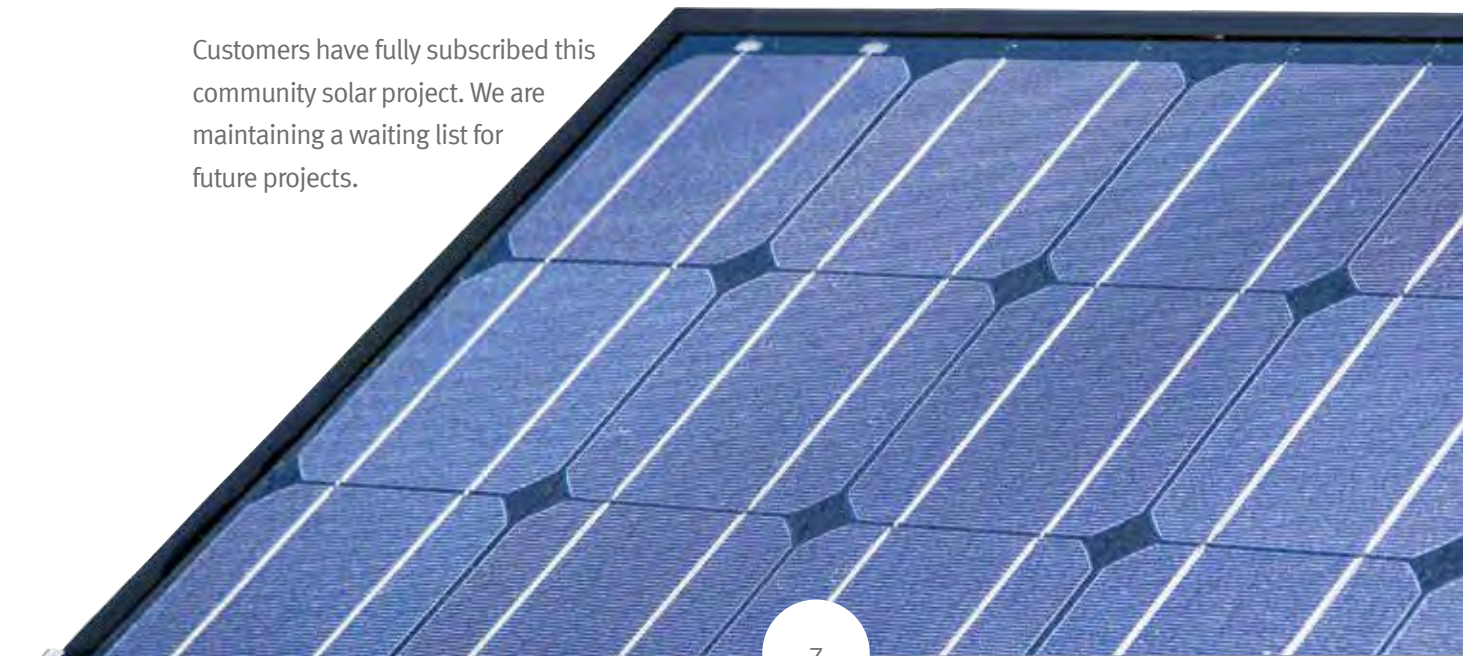 Customers have fully subscribed this
community solar project. We are
maintaining a waiting list for
future projects.
7